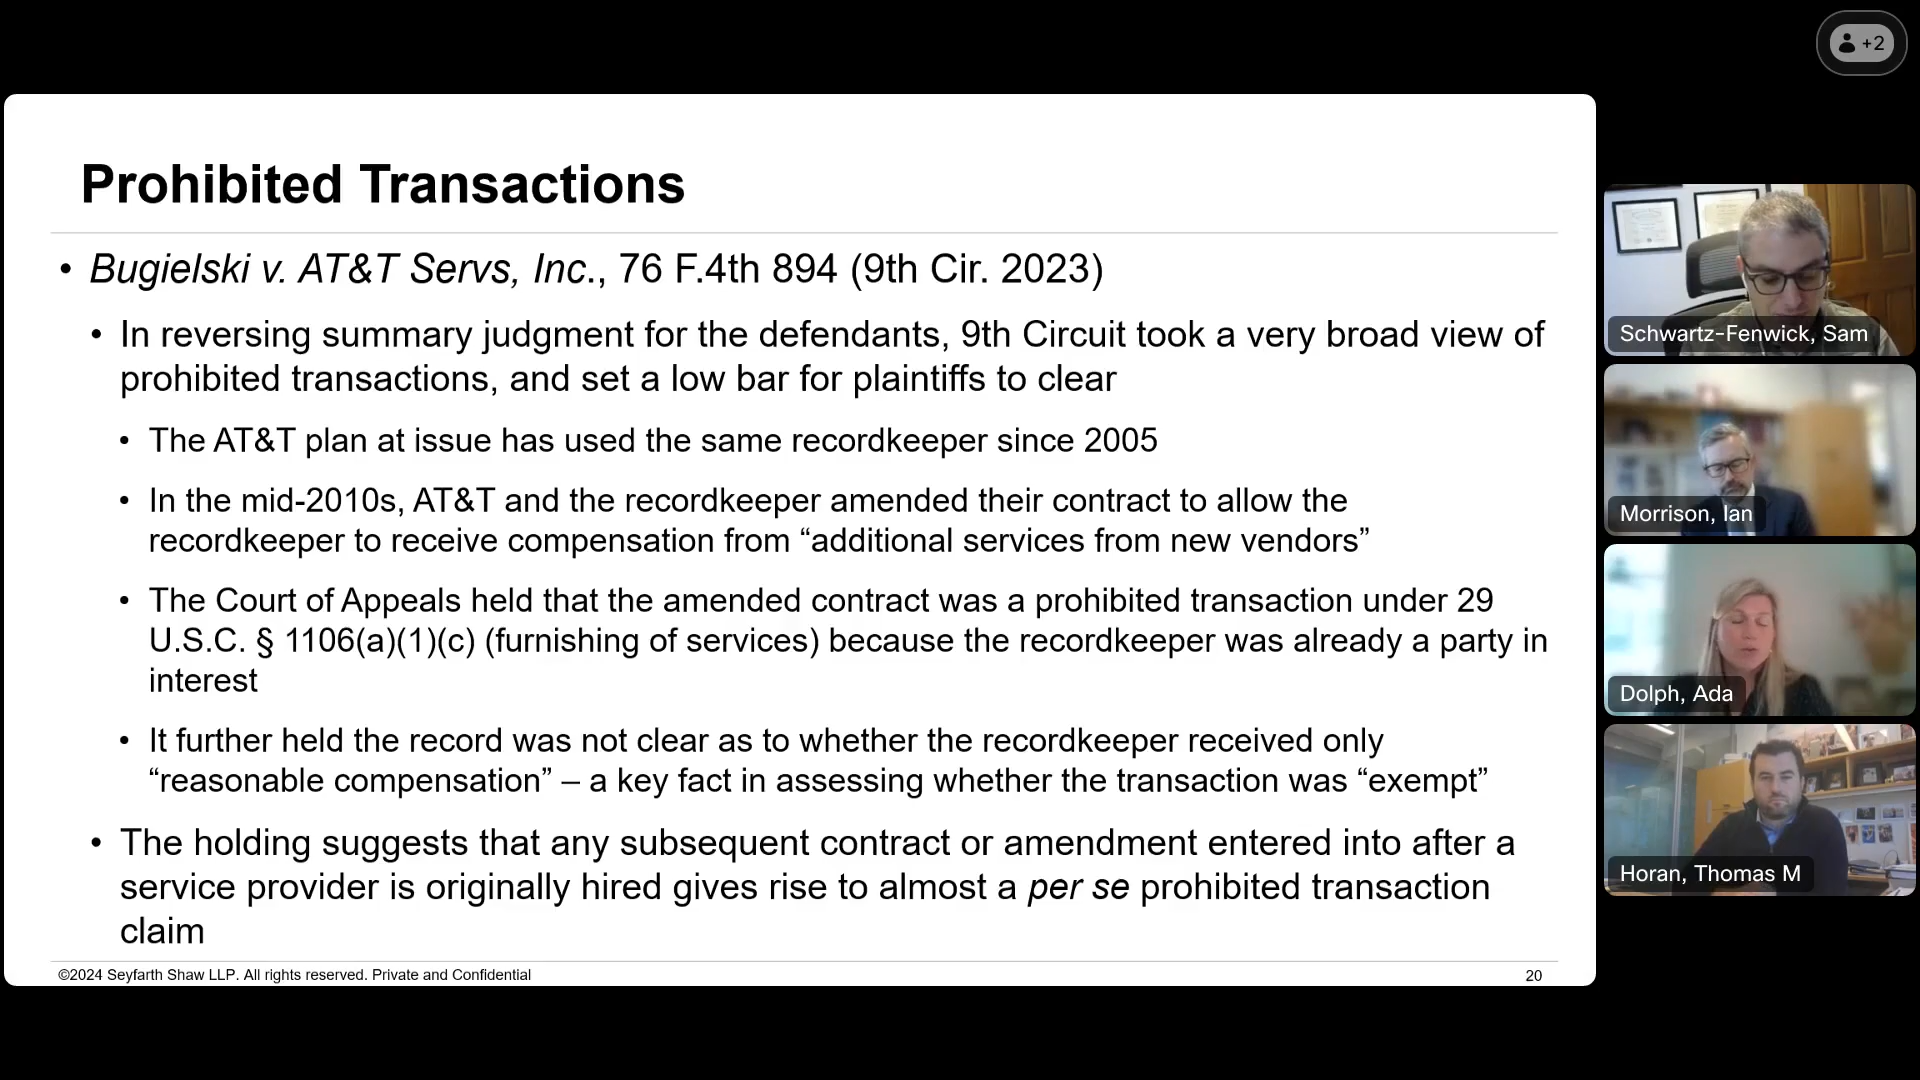 +2
Prohibited Transactions
• Bugielski v. AT&T Servs, Inc., 76 F.4th 894 (9th Cir. 2023)
• In reversing summary judgment for the defendants, 9th Circuit took a very broad view of
prohibited transactions, and set a low bar for plaintiffs to clear
• The AT&T plan at issue has used the same recordkeeper since 2005
• In the mid-2010s, AT&T and the recordkeeper amended their contract to allow the
recordkeeper to receive compensation from “additional services from new vendors”
• The Court of Appeals held that the amended contract was a prohibited transaction under 29
U.S.C. § 1106(a)(1)(c) (furnishing of services) because the recordkeeper was already a party in
interest
• It further held the record was not clear as to whether the recordkeeper received only
“reasonable compensation” – a key fact in assessing whether the transaction was “exempt”
• The holding suggests that any subsequent contract or amendment entered into after a
service provider is originally hired gives rise to almost a per se prohibited transaction
claim
©2024 Seyfarth Shaw LLP. All rights reserved. Private and Confidential
20
Schwartz-Fenwick, Sam
Morrison, Ian
Dolph, Ada
Horan, Thomas M